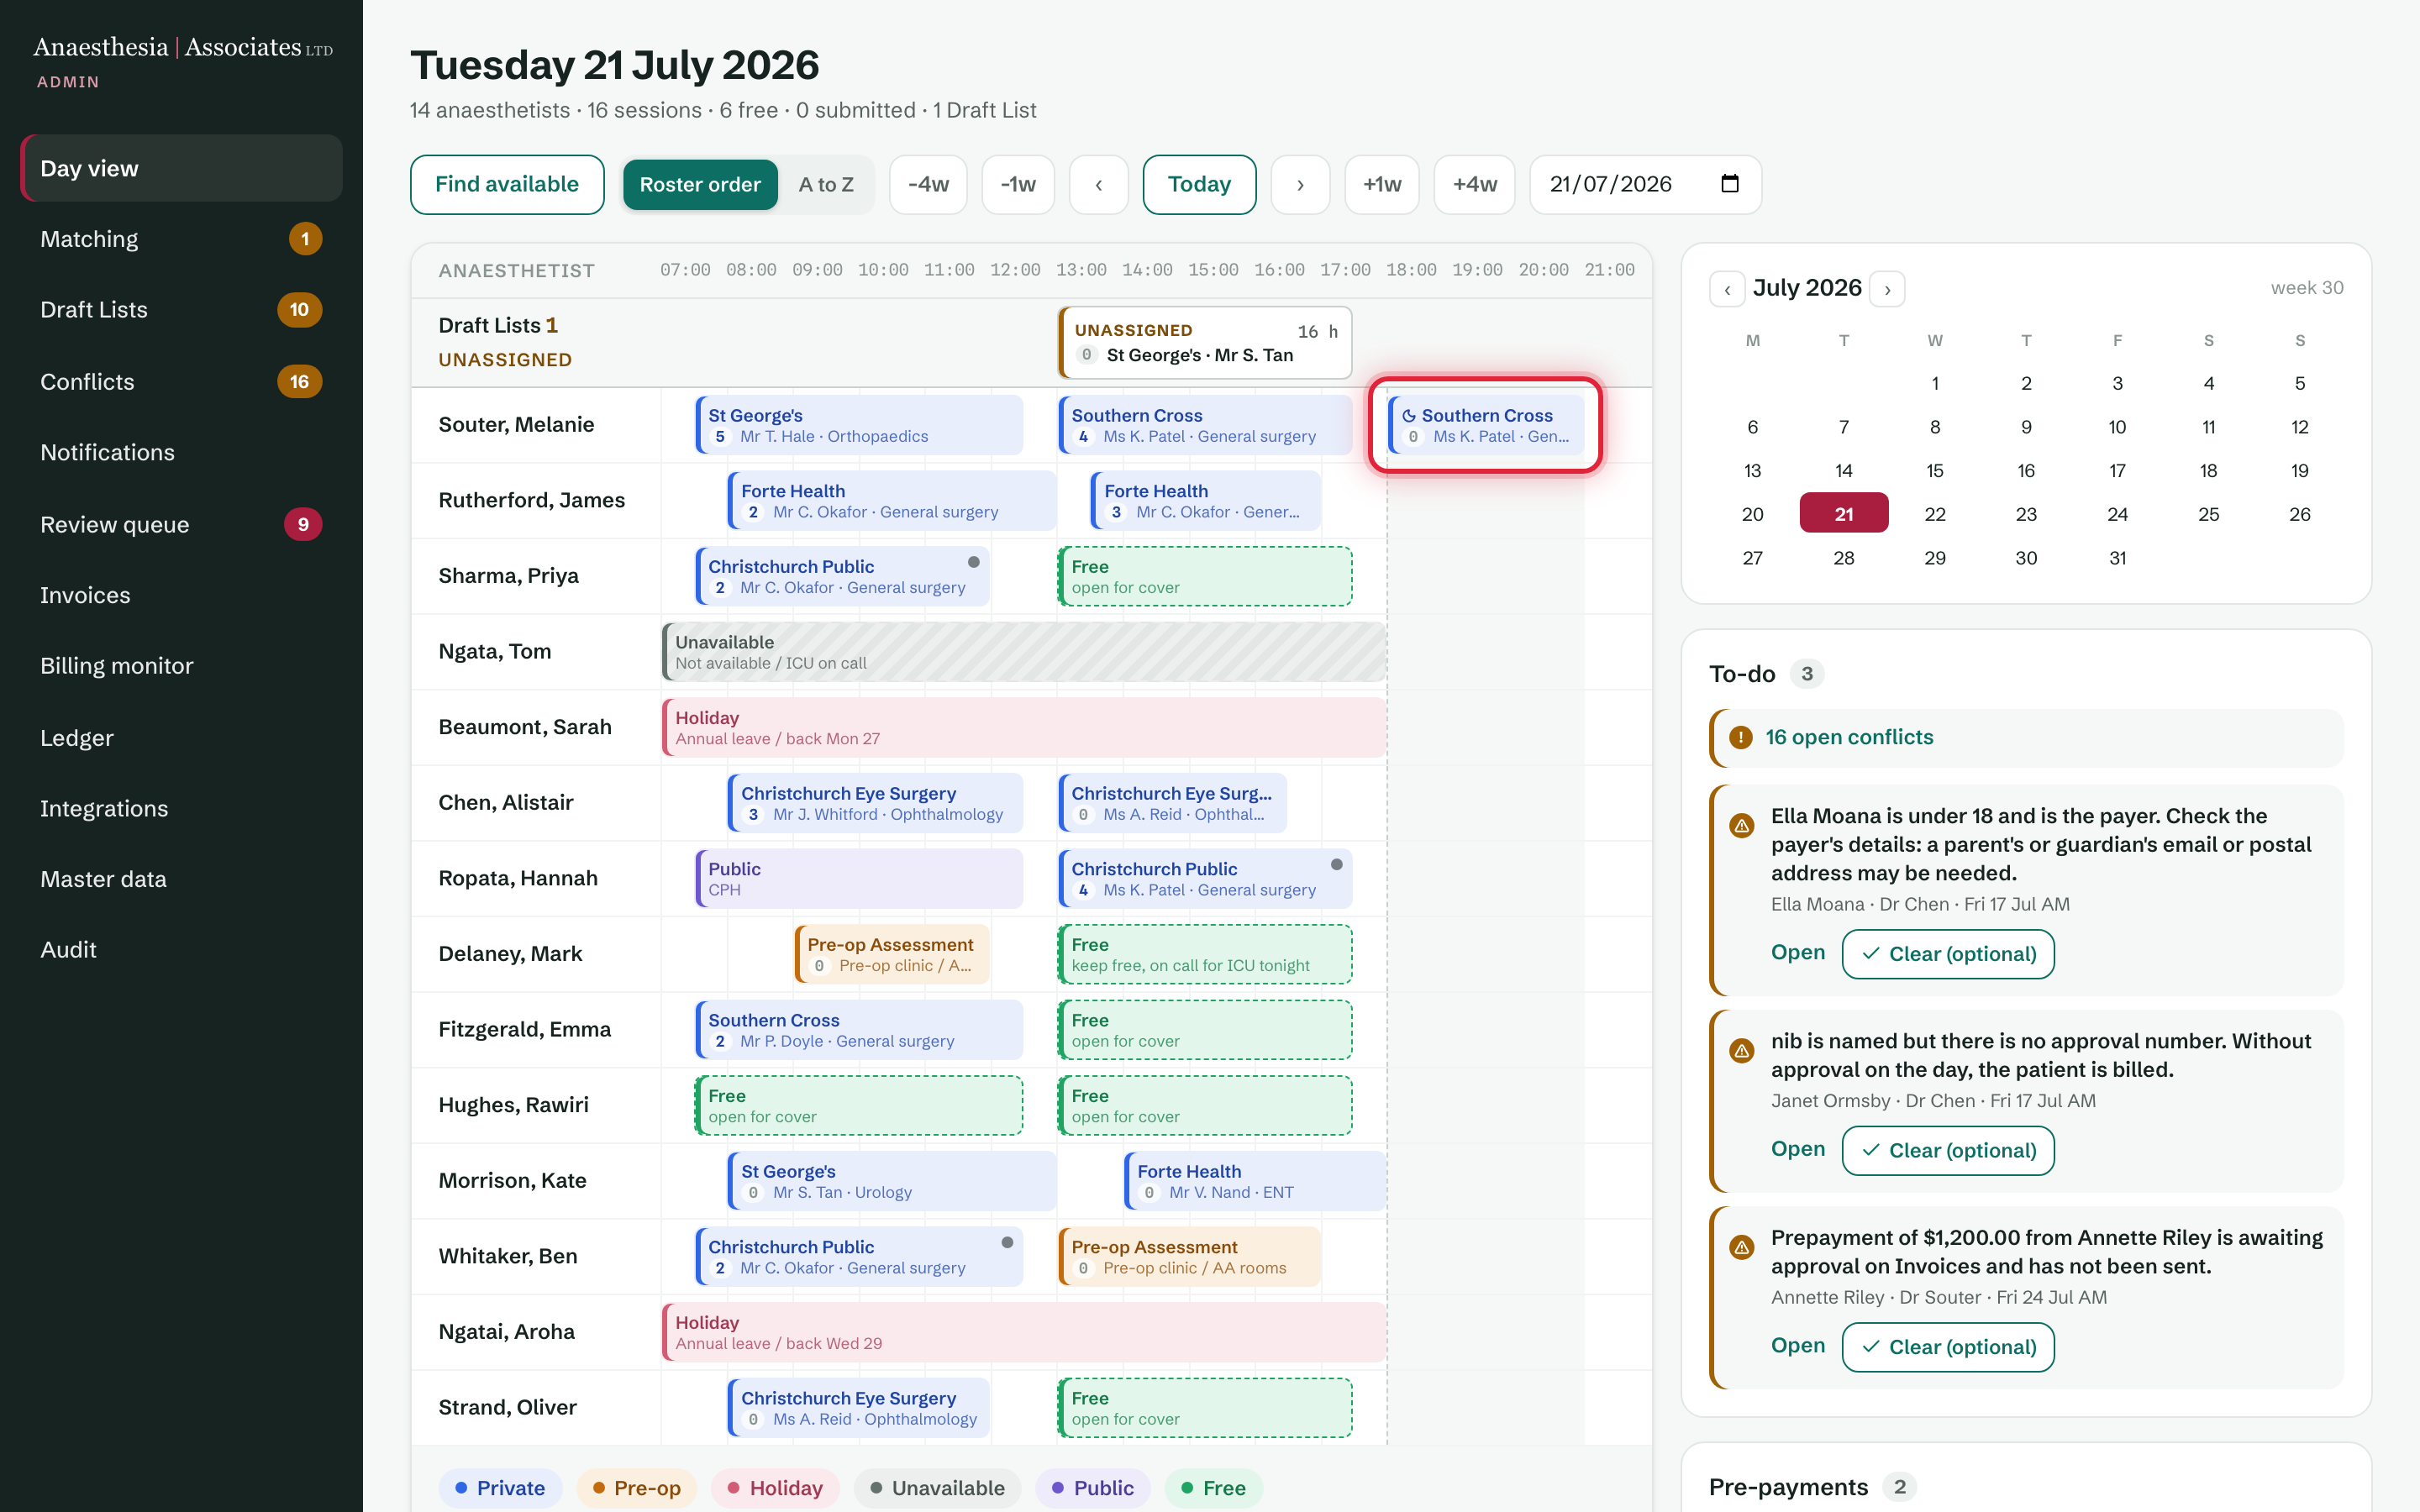 Anaesthesia | Associates LTD
ADMIN
Day view
Matching 1
Draft Lists 10
Conflicts 16
Notifications
Review queue 9
Invoices
Billing monitor
Ledger
Integrations
Master data
Audit
Tuesday 21 July 2026
14 anaesthetists · 16 sessions · 6 free · 0 submitted · 1 Draft List
Find available Roster order A to Z -4w -1w ‹ Today › +1w +4w 21/07/2026
ANAESTHETIST 07:00 08:00 09:00 10:00 11:00 12:00 13:00 14:00 15:00 16:00 17:00 18:00 19:00 20:00 21:00
Draft Lists 1
UNASSIGNED
UNASSIGNED 16 h
0 St George's · Mr S. Tan
Souter, Melanie
St George's
5 Mr T. Hale · Orthopaedics
Southern Cross
4 Ms K. Patel · General surgery
Southern Cross
0 Ms K. Patel · Gen...
Rutherford, James
Forte Health
2 Mr C. Okafor · General surgery
Forte Health
3 Mr C. Okafor · Gener...
Sharma, Priya
Christchurch Public
2 Mr C. Okafor · General surgery
Free
open for cover
Ngata, Tom
Unavailable
Not available / ICU on call
Beaumont, Sarah
Holiday
Annual leave / back Mon 27
Chen, Alistair
Christchurch Eye Surgery
3 Mr J. Whitford · Ophthalmology
Christchurch Eye Surg...
0 Ms A. Reid · Ophthal...
Ropata, Hannah
Public
CPH
Christchurch Public
4 Ms K. Patel · General surgery
Delaney, Mark
Pre-op Assessment
0 Pre-op clinic / A...
Free
keep free, on call for ICU tonight
Fitzgerald, Emma
Southern Cross
2 Mr P. Doyle · General surgery
Free
open for cover
Hughes, Rawiri
Free
open for cover
Free
open for cover
Morrison, Kate
St George's
0 Mr S. Tan · Urology
Forte Health
0 Mr V. Nand · ENT
Whitaker, Ben
Christchurch Public
2 Mr C. Okafor · General surgery
Pre-op Assessment
0 Pre-op clinic / AA rooms
Ngatai, Aroha
Holiday
Annual leave / back Wed 29
Strand, Oliver
Christchurch Eye Surgery
0 Ms A. Reid · Ophthalmology
Free
open for cover
Private Pre-op Holiday Unavailable Public Free
‹ July 2026 › week 30
M T W T F S S
1 2 3 4 5
6 7 8 9 10 11 12
13 14 15 16 17 18 19
20 21 22 23 24 25 26
27 28 29 30 31
To-do 3
16 open conflicts
Ella Moana is under 18 and is the payer. Check the
payer's details: a parent's or guardian's email or postal
address may be needed.
Ella Moana · Dr Chen · Fri 17 Jul AM
Open Clear (optional)
nib is named but there is no approval number. Without
approval on the day, the patient is billed.
Janet Ormsby · Dr Chen · Fri 17 Jul AM
Open Clear (optional)
Prepayment of $1,200.00 from Annette Riley is awaiting
approval on Invoices and has not been sent.
Annette Riley · Dr Souter · Fri 24 Jul AM
Open Clear (optional)
Pre-payments 2